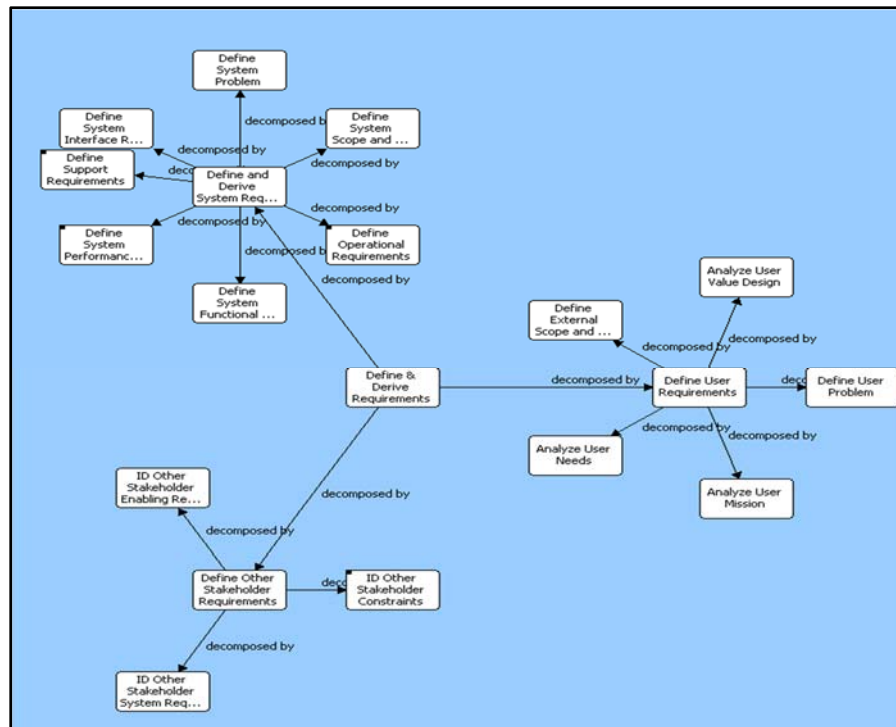 Define
System
Problem
decomposed b
Define
System
Interface R...
decomposed by
Define
System
Scope and ...
decomposed by
Define
Support
Requirements
Define and
Derive
System Req...
decomposed by
decomposed by
Define
System
Performanc...
decomposed b
Define
Operational
Requirements
decomposed by
Define
System
Functional ...
Analyze User
Value Design
Define
External
Scope and ...
decomposed by
decomposed by
Define &
Derive
Requirements
decomposed by
Define User
Requirements
Define User
Problem
decomposed by
decomposed by
Analyze User
Needs
Analyze User
Mission
decomposed by
ID Other
Stakeholder
Enabling Re...
decomposed by
Define Other
Stakeholder
Requirements
ID Other
Stakeholder
Constraints
decomposed by
ID Other
Stakeholder
System Req...